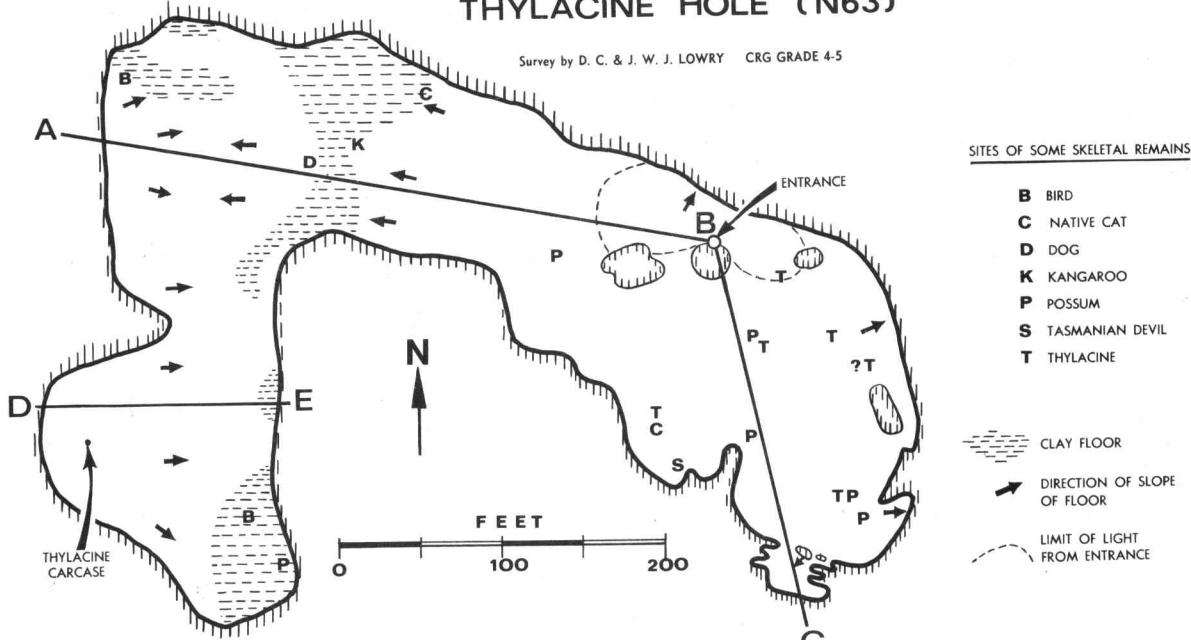 THYLACINE HOLE (N63)
Survey by D. C. & J. W. J. LOWRY CRG GRADE 4-5
B
C
A
K
D
ENTRANCE
B
P
T
P
T
T
?T
N
D
E
T
C
P
S
T P
P
B
P
THYLACINE
CARCASE
FEET
0 100 200
C
SITES OF SOME SKELETAL REMAINS
B BIRD
C NATIVE CAT
D DOG
K KANGAROO
P POSSUM
S TASMANIAN DEVIL
T THYLACINE
CLAY FLOOR
DIRECTION OF SLOPE
OF FLOOR
LIMIT OF LIGHT
FROM ENTRANCE